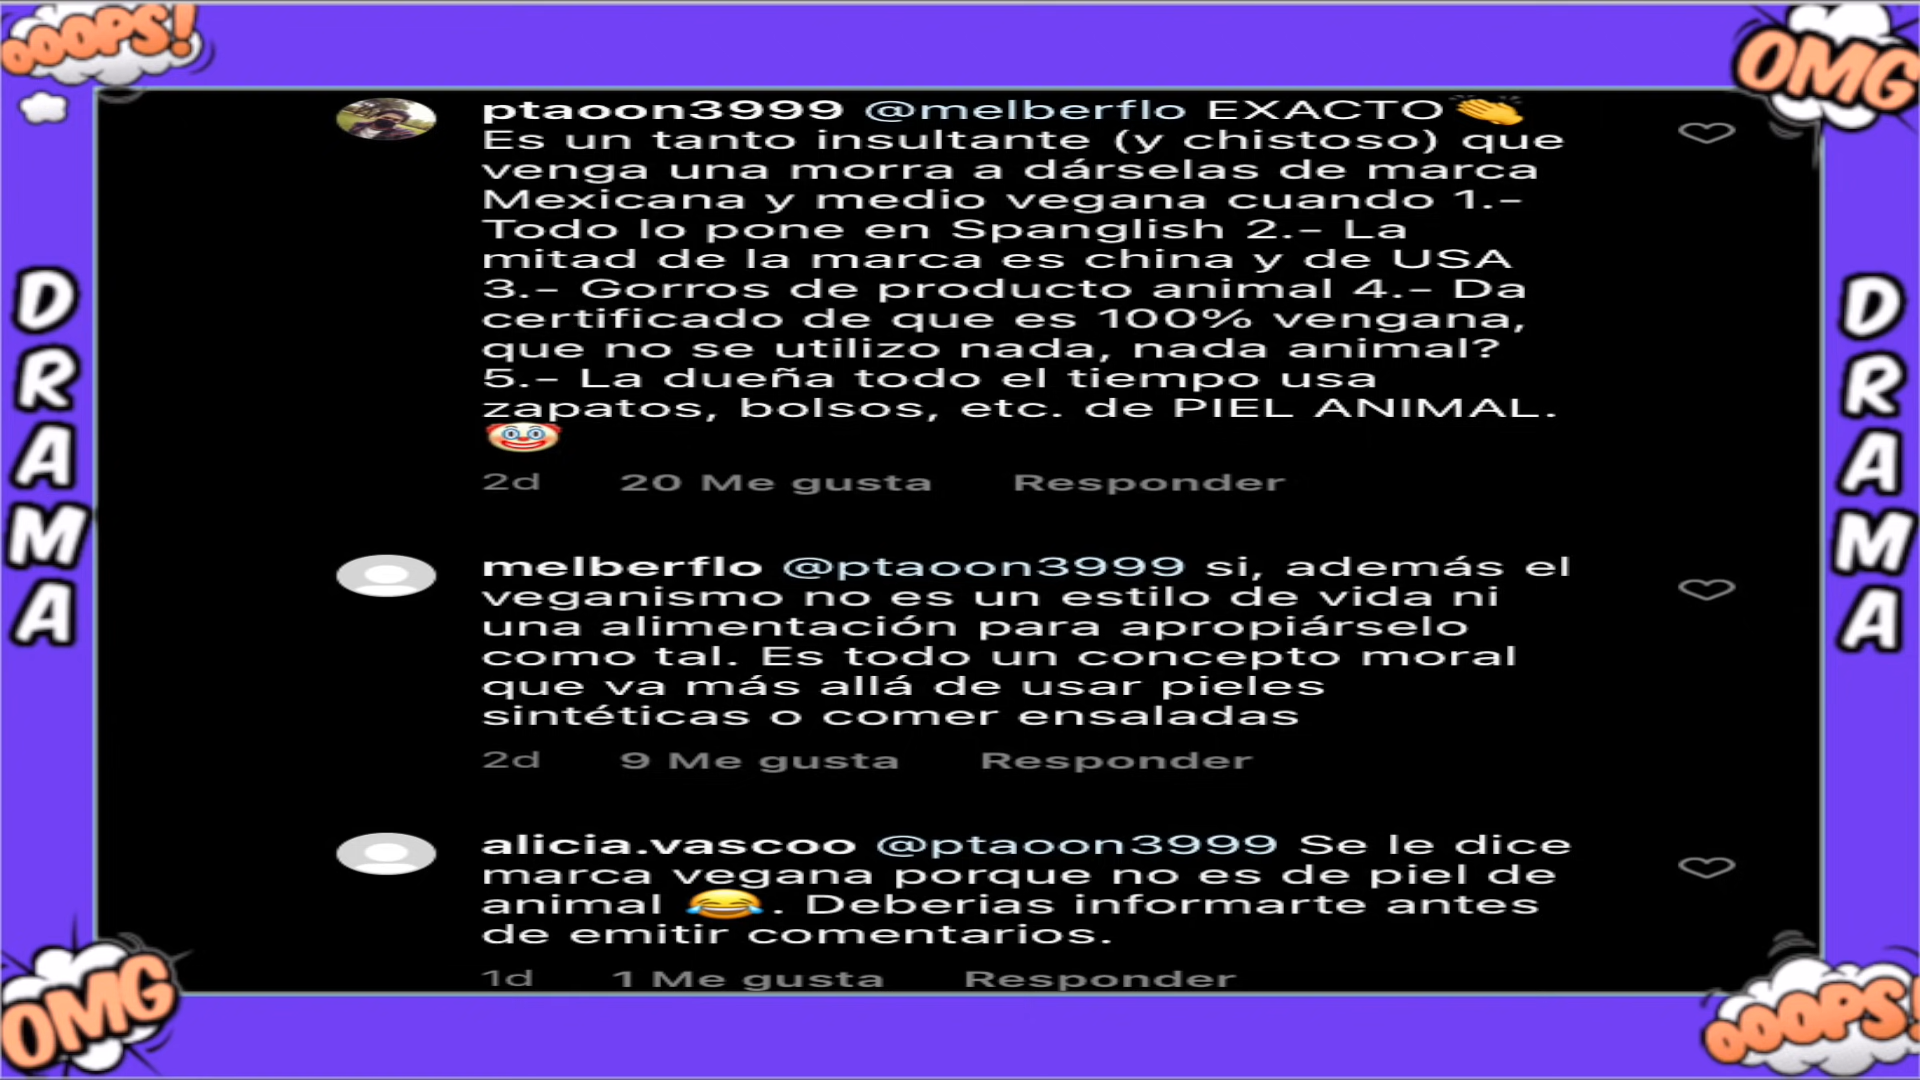 OOOPS!
OMG
DRAMA
DRAMA
ptaoon3999 @melberflo EXACTO👏
Es un tanto insultante (y chistoso) que
venga una morra a dárselas de marca
Mexicana y medio vegana cuando 1.-
Todo lo pone en Spanglish 2.- La
mitad de la marca es china y de USA
3.- Gorros de producto animal 4.- Da
certificado de que es 100% vengana,
que no se utilizo nada, nada animal?
5.- La dueña todo el tiempo usa
zapatos, bolsos, etc. de PIEL ANIMAL.
🤡
2d 20 Me gusta Responder
melberflo @ptaoon3999 si, además el
veganismo no es un estilo de vida ni
una alimentación para apropiárselo
como tal. Es todo un concepto moral
que va más allá de usar pieles
sintéticas o comer ensaladas
2d 9 Me gusta Responder
alicia.vascoo @ptaoon3999 Se le dice
marca vegana porque no es de piel de
animal 😂. Deberias informarte antes
de emitir comentarios.
1d 1 Me gusta Responder
OMG
OOOPS!